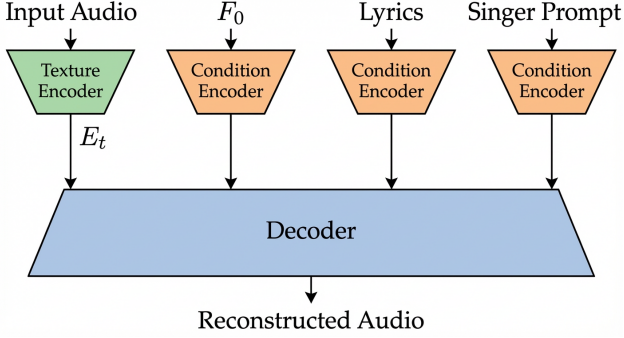 Input Audio
F₀
Lyrics
Singer Prompt
Texture
Encoder
Condition
Encoder
Condition
Encoder
Condition
Encoder
Eₜ
Decoder
Reconstructed Audio